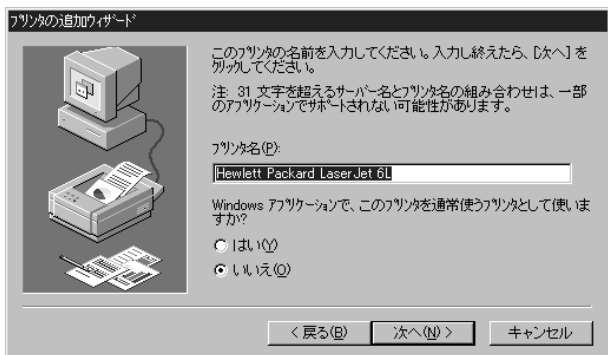 プリンタの追加ウィザード
このプリンタの名前を入力してください。入力し終えたら、[次へ] を
クリックしてください。
注: 31 文字を超えるサーバー名とプリンタ名の組み合わせは、一部
のアプリケーションでサポートされない可能性があります。
プリンタ名(P):
Hewlett Packard LaserJet 6L
Windows アプリケーションで、このプリンタを通常使うプリンタとして使いま
すか?
はい(Y)
いいえ(O)
< 戻る(B)
次へ(N) >
キャンセル